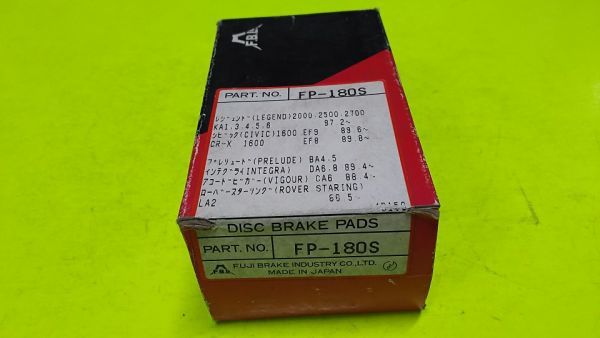 F.B.L
PART. NO. FP-180S
レジェンド(LEGEND)2000.2500.2700
KA1.3.4.5.6 87.2~
シビック(CIVIC)1600 EF9 89.6~
CR-X 1600 EF8 89.6~
プレリュード(PRELUDE) BA4.5
インテグラ(INTEGRA) DA6.8 89.4~
アコードビガー(VIGOUR) CA6 88.4~
ローバースターリング(ROVER STARING)
LA2 86.5~
DISC BRAKE PADS
PART. NO. FP-180S
F.B.L FUJI BRAKE INDUSTRY CO., LTD.
MADE IN JAPAN